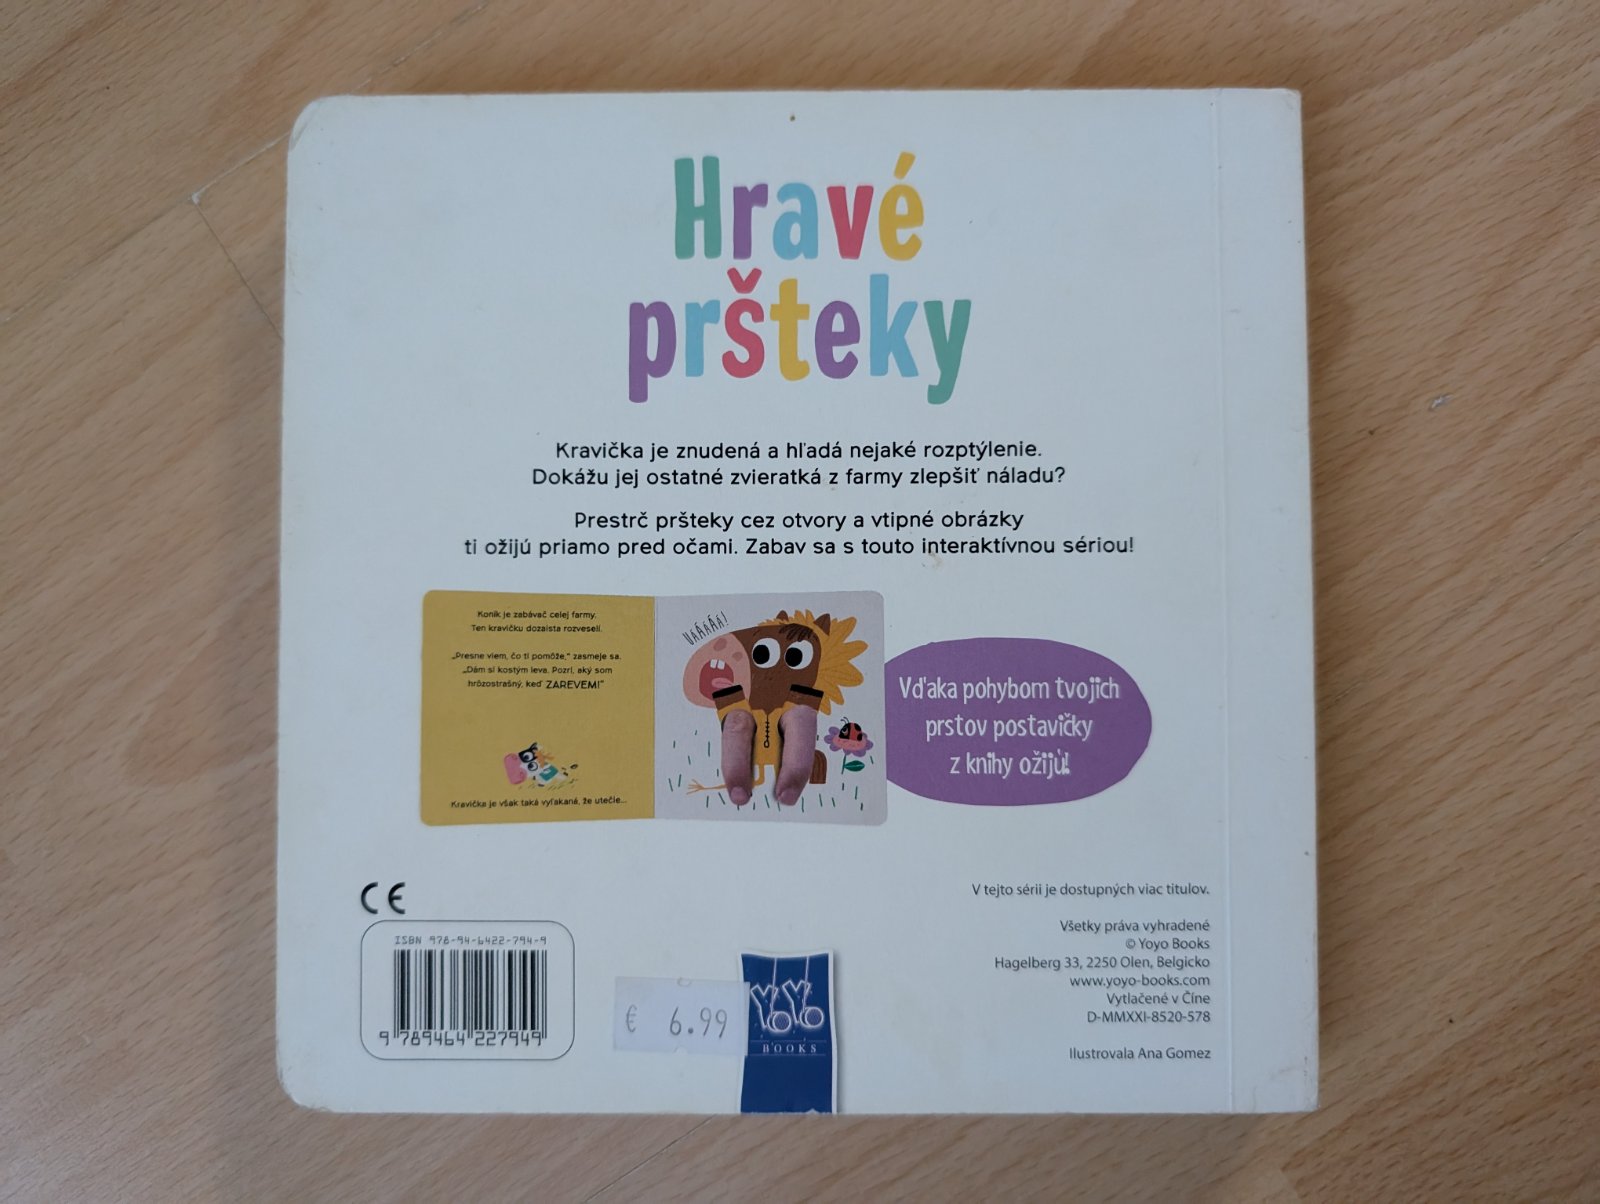 Hravé
pršteky
Kravička je znudená a hľadá nejaké rozptýlenie.
Dokážu jej ostatné zvieratká z farmy zlepšiť náladu?
Prestrč pršteky cez otvory a vtipné obrázky
ti ožijú priamo pred očami. Zabav sa s touto interaktívnou sériou!
Koník je zabávač celej farmy.
Ten kravičku dozaista rozveselí.
„Presne viem, čo ti pomôže,“ zasmeje sa.
„Dám si kostým leva. Pozri, aký som
hrôzostrašný, keď ZAREVEM!“
Kravička je však taká vyľakaná, že utečie...
UÁÁÁÁÁ!
Vďaka pohybom tvojich
prstov postavičky
z knihy ožijú!
CE
ISBN 978-94-6422-794-9
9 789464 227949
€ 6.99
YOYO
BOOKS
V tejto sérii je dostupných viac titulov.
Všetky práva vyhradené
© Yoyo Books
Hagelberg 33, 2250 Olen, Belgicko
www.yoyo-books.com
Vytlačené v Číne
D-MMXXI-8520-578
Ilustrovala Ana Gomez